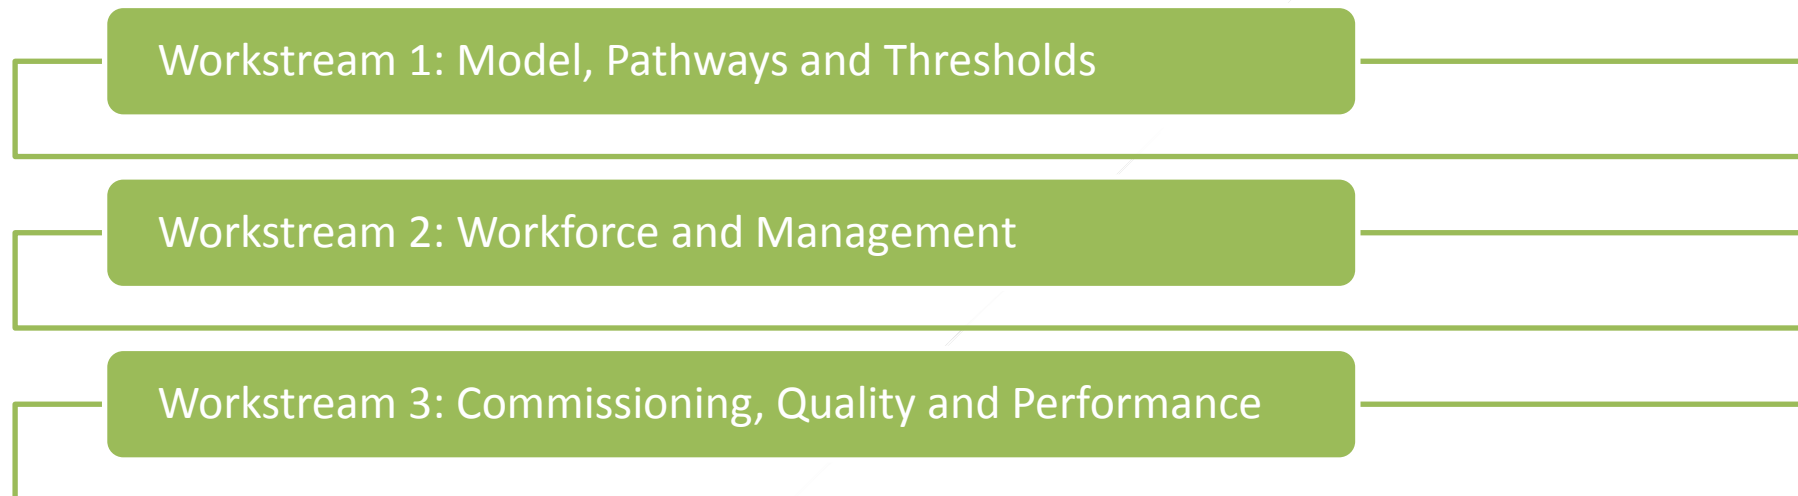 Workstream 1: Model, Pathways and Thresholds
Workstream 2: Workforce and Management
Workstream 3: Commissioning, Quality and Performance